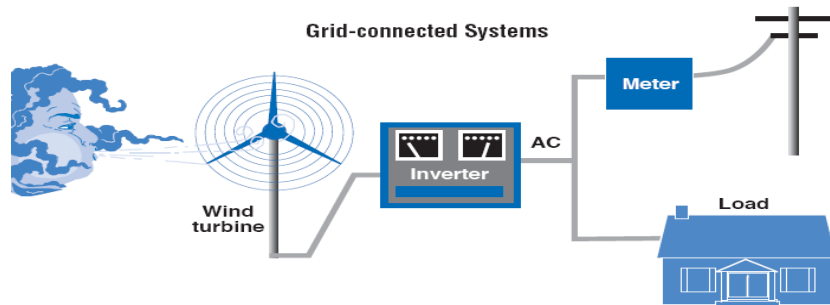 Grid-connected Systems
Meter
AC
Inverter
Load
Wind
turbine